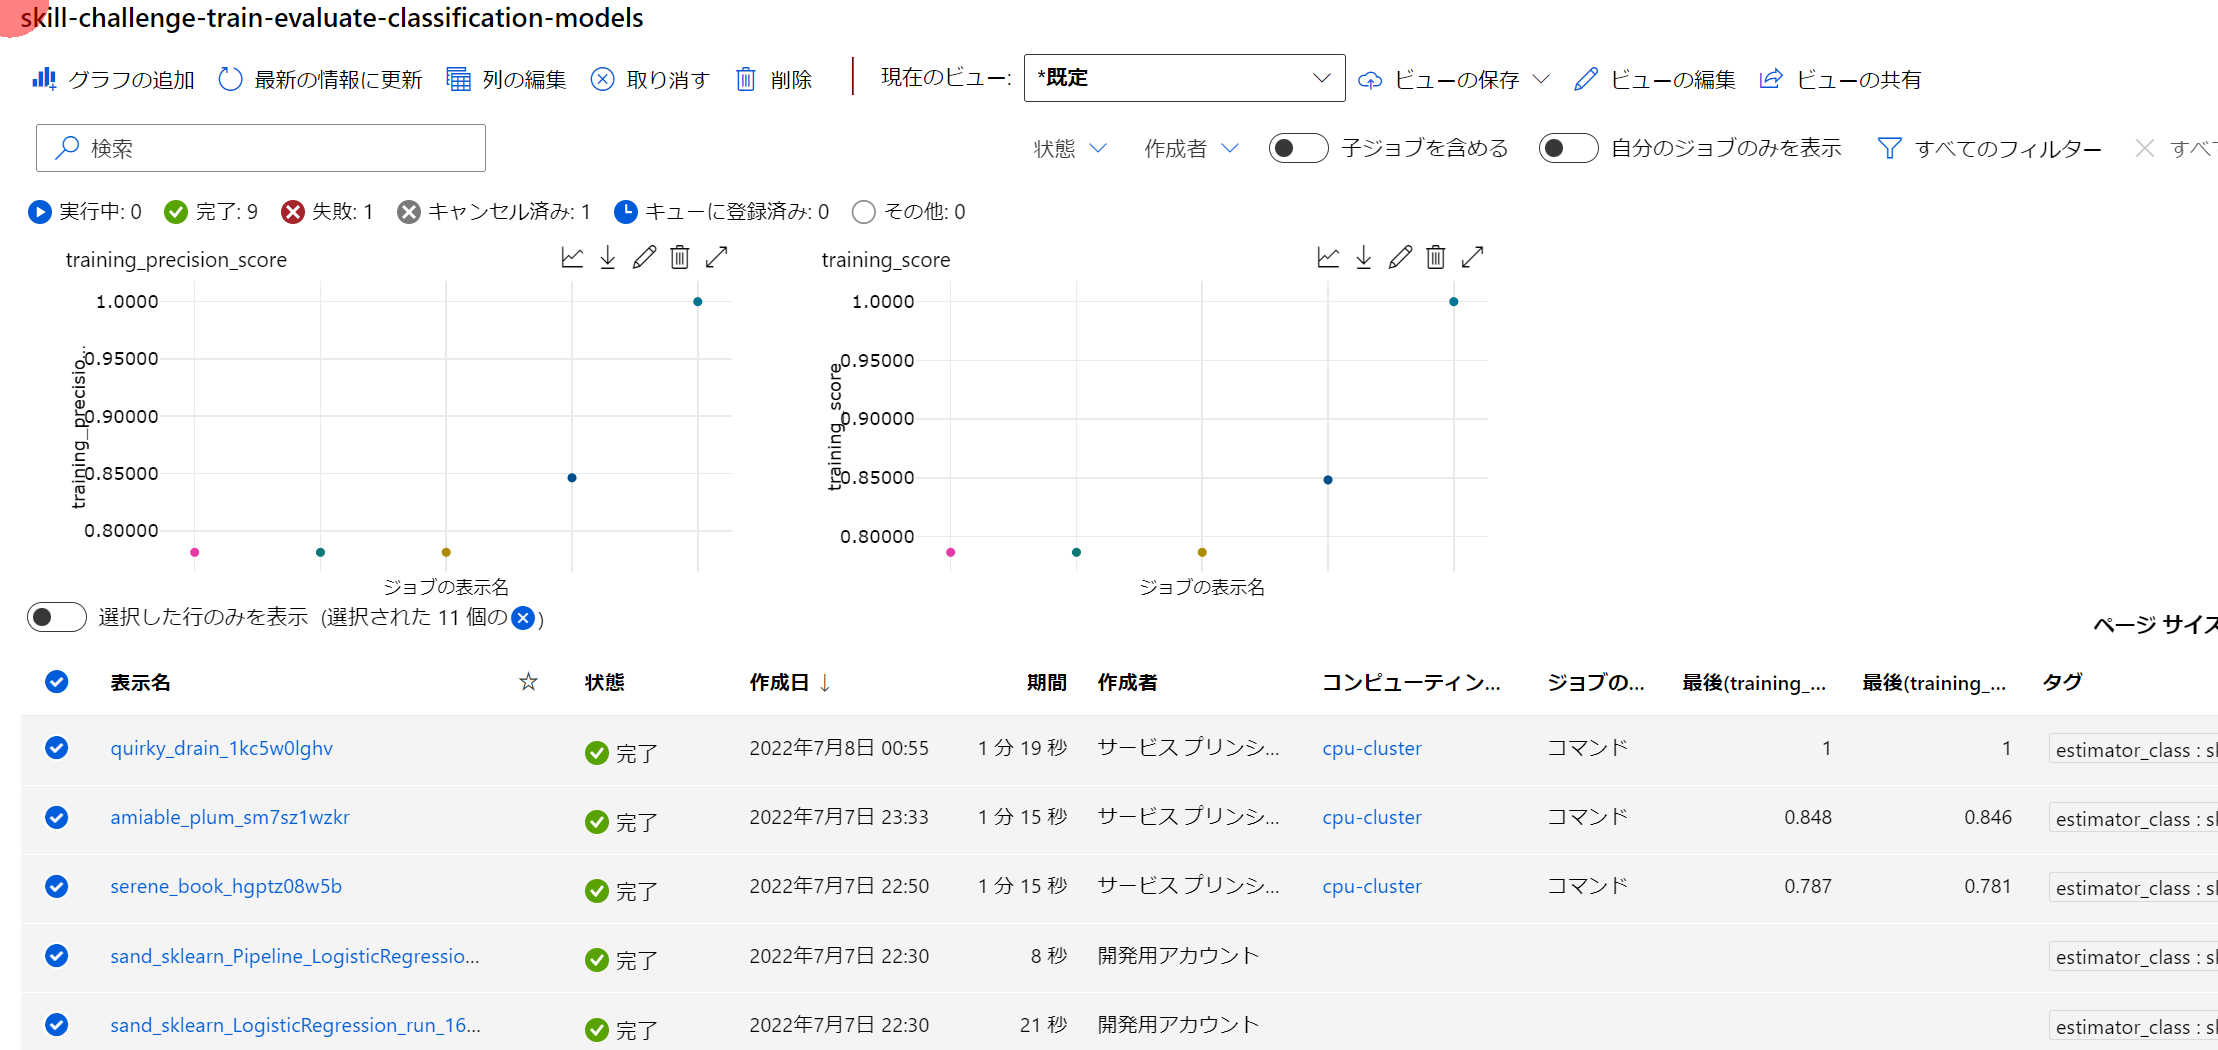 skill-challenge-train-evaluate-classification-models
グラフの追加 最新の情報に更新 列の編集 取り消す 削除 現在のビュー: *既定 ビューの保存 ビューの編集 ビューの共有
検索 状態 作成者 子ジョブを含める 自分のジョブのみを表示 すべてのフィルター すべて
実行中: 0 完了: 9 失敗: 1 キャンセル済み: 1 キューに登録済み: 0 その他: 0
training_precision_score
1.0000
0.95000
0.90000
0.85000
0.80000
training_precisio...
ジョブの表示名
training_score
1.0000
0.95000
0.90000
0.85000
0.80000
training_score
ジョブの表示名
選択した行のみを表示 (選択された 11 個の )
ページ サイズ
表示名 状態 作成日 ↓ 期間 作成者 コンピューティン... ジョブの... 最後(training_... 最後(training_... タグ
quirky_drain_1kc5w0lghv 完了 2022年7月8日 00:55 1 分 19 秒 サービス プリンシ... cpu-cluster コマンド 1 1 estimator_class : sl
amiable_plum_sm7sz1wzkr 完了 2022年7月7日 23:33 1 分 15 秒 サービス プリンシ... cpu-cluster コマンド 0.848 0.846 estimator_class : sl
serene_book_hgptz08w5b 完了 2022年7月7日 22:50 1 分 15 秒 サービス プリンシ... cpu-cluster コマンド 0.787 0.781 estimator_class : sl
sand_sklearn_Pipeline_LogisticRegressio... 完了 2022年7月7日 22:30 8 秒 開発用アカウント estimator_class : sl
sand_sklearn_LogisticRegression_run_16... 完了 2022年7月7日 22:30 21 秒 開発用アカウント estimator_class : sl